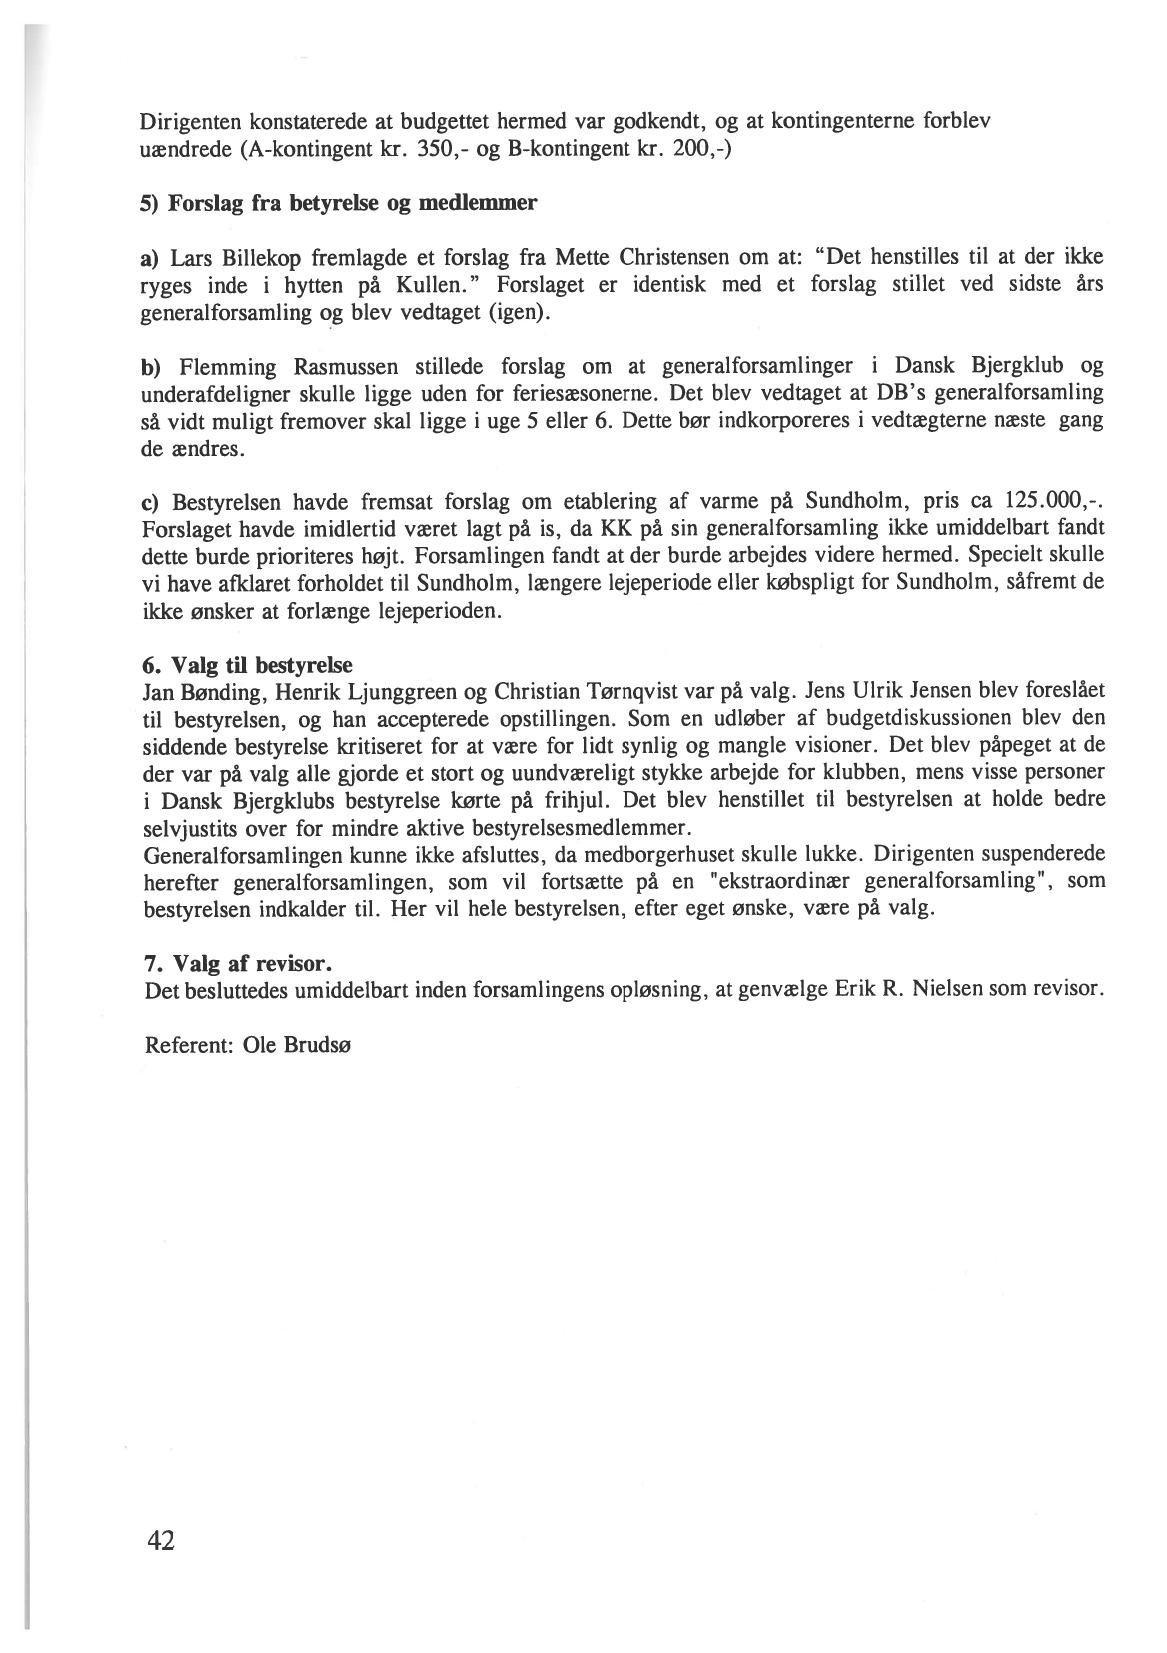 Dirigenten konstaterede at budgettet hermed var godkendt, og at kontingenterne forblev
uændrede (A-kontingent kr. 350,- og B-kontingent kr. 200,-)
5) Forslag fra betyrelse og medlemmer
a) Lars Billekop fremlagde et forslag fra Mette Christensen om at: “Det henstilles til at der ikke
ryges inde i hytten på Kullen.” Forslaget er identisk med et forslag stillet ved sidste års
generalforsamling og blev vedtaget (igen).
b) Flemming Rasmussen stillede forslag om at generalforsamlinger i Dansk Bjergklub og
underafdeligner skulle ligge uden for feriesæsonerne. Det blev vedtaget at DB’s generalforsamling
så vidt muligt fremover skal ligge i uge 5 eller 6. Dette bør indkorporeres i vedtægterne næste gang
de ændres.
c) Bestyrelsen havde fremsat forslag om etablering af varme på Sundholm, pris ca 125.000,-.
Forslaget havde imidlertid været lagt på is, da KK på sin generalforsamling ikke umiddelbart fandt
dette burde prioriteres højt. Forsamlingen fandt at der burde arbejdes videre hermed. Specielt skulle
vi have afklaret forholdet til Sundholm, længere lejeperiode eller købspligt for Sundholm, såfremt de
ikke ønsker at forlænge lejeperioden.
6. Valg til bestyrelse
Jan Bønding, Henrik Ljunggreen og Christian Tørnqvist var på valg. Jens Ulrik Jensen blev foreslået
til bestyrelsen, og han accepterede opstillingen. Som en udløber af budgetdiskussionen blev den
siddende bestyrelse kritiseret for at være for lidt synlig og mangle visioner. Det blev påpeget at de
der var på valg alle gjorde et stort og uundværeligt stykke arbejde for klubben, mens visse personer
i Dansk Bjergklubs bestyrelse kørte på frihjul. Det blev henstillet til bestyrelsen at holde bedre
selvjustits over for mindre aktive bestyrelsesmedlemmer.
Generalforsamlingen kunne ikke afsluttes, da medborgerhuset skulle lukke. Dirigenten suspenderede
herefter generalforsamlingen, som vil fortsætte på en "ekstraordinær generalforsamling", som
bestyrelsen indkalder til. Her vil hele bestyrelsen, efter eget ønske, være på valg.
7. Valg af revisor.
Det besluttedes umiddelbart inden forsamlingens opløsning, at genvælge Erik R. Nielsen som revisor.
Referent: Ole Brudsø
42